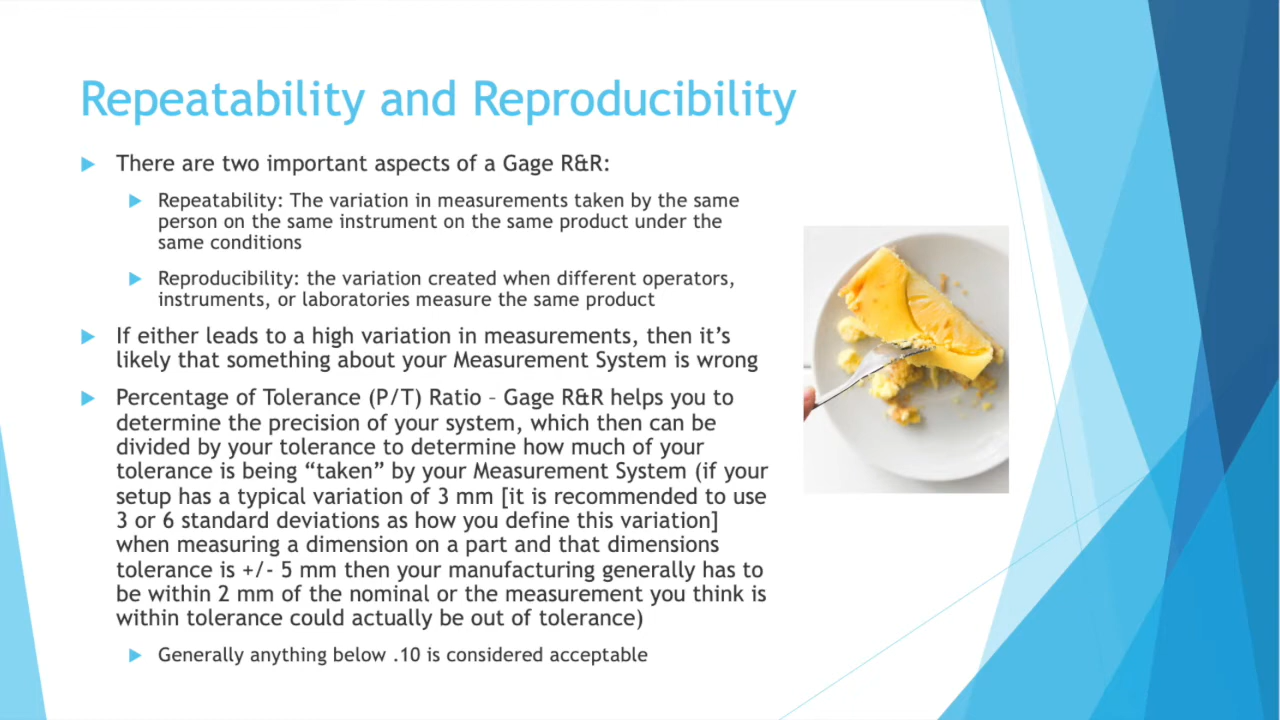 Repeatability and Reproducibility
There are two important aspects of a Gage R&R:
Repeatability: The variation in measurements taken by the same
person on the same instrument on the same product under the
same conditions
Reproducibility: the variation created when different operators,
instruments, or laboratories measure the same product
If either leads to a high variation in measurements, then it's
likely that something about your Measurement System is wrong
Percentage of Tolerance (P/T) Ratio – Gage R&R helps you to
determine the precision of your system, which then can be
divided by your tolerance to determine how much of your
tolerance is being “taken” by your Measurement System (if your
setup has a typical variation of 3 mm [it is recommended to use
3 or 6 standard deviations as how you define this variation]
when measuring a dimension on a part and that dimensions
tolerance is +/- 5 mm then your manufacturing generally has to
be within 2 mm of the nominal or the measurement you think is
within tolerance could actually be out of tolerance)
Generally anything below .10 is considered acceptable